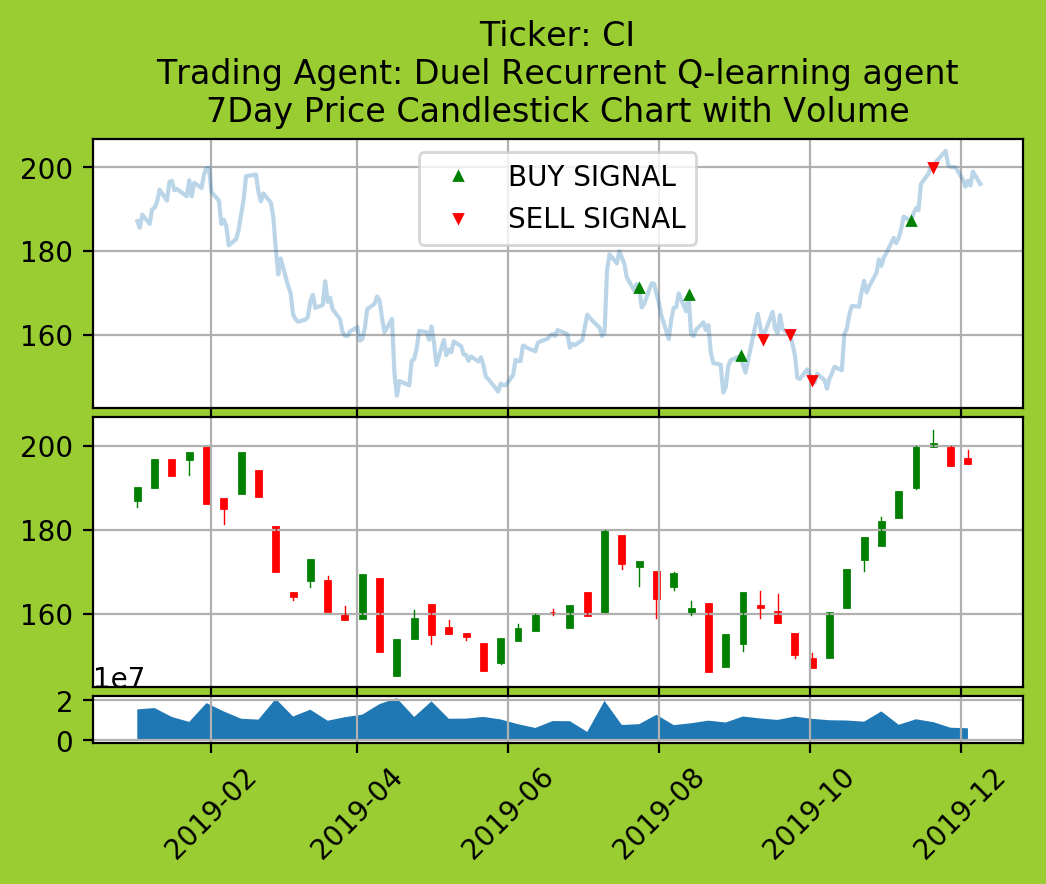 Ticker: CI
Trading Agent: Duel Recurrent Q-learning agent
7Day Price Candlestick Chart with Volume
BUY SIGNAL
SELL SIGNAL
200
180
160
200
180
160
1e7
2
0
2019-02
2019-04
2019-06
2019-08
2019-10
2019-12